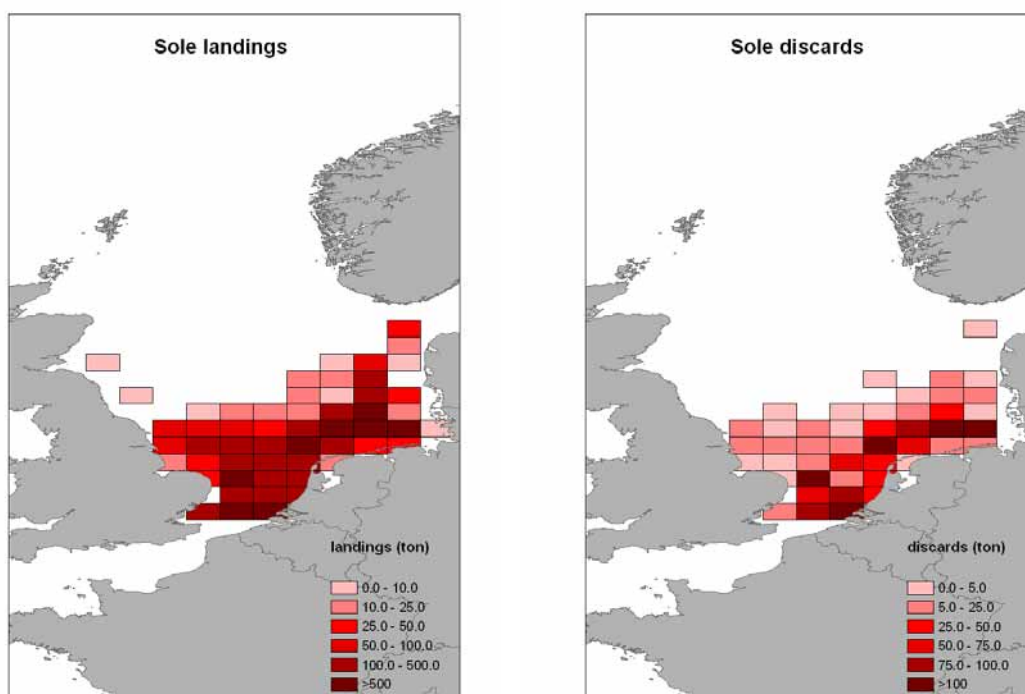 Sole landings
landings (ton)
0.0 - 10.0
10.0 - 25.0
25.0 - 50.0
50.0 - 100.0
100.0 - 500.0
>500
Sole discards
discards (ton)
0.0 - 5.0
5.0 - 25.0
25.0 - 50.0
50.0 - 75.0
75.0 - 100.0
>100